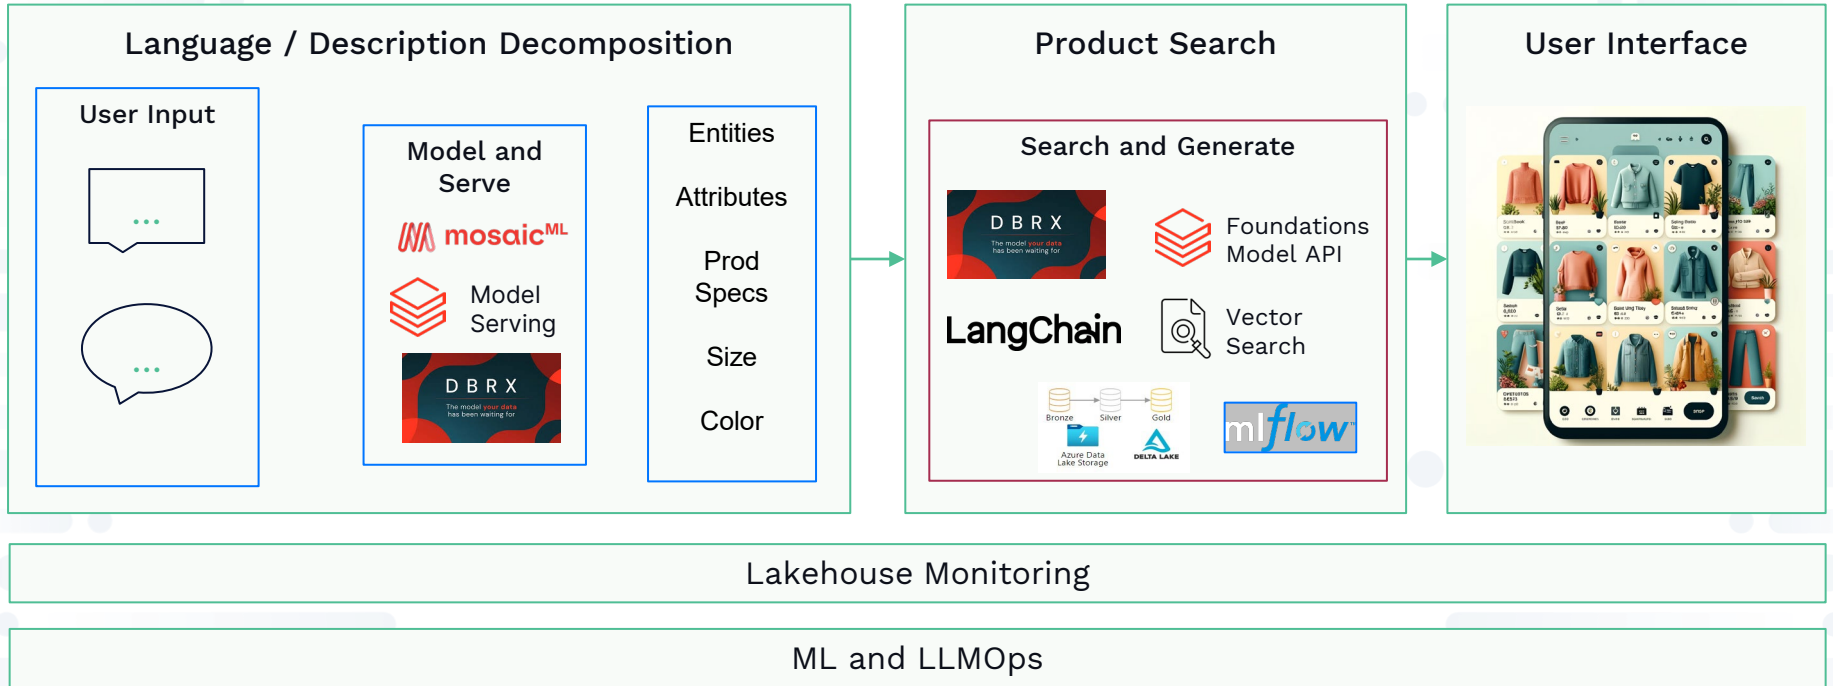 Language / Description Decomposition
User Input
...
...
Model and
Serve
mosaicML
Model
Serving
DBRX
The model your data
has been waiting for
Entities
Attributes
Prod
Specs
Size
Color
Product Search
Search and Generate
DBRX
The model your data
has been waiting for
Foundations
Model API
LangChain
Vector
Search
Bronze
Silver
Gold
Azure Data
Lake Storage
DELTA LAKE
mlflow™
User Interface
Lakehouse Monitoring
ML and LLMOps